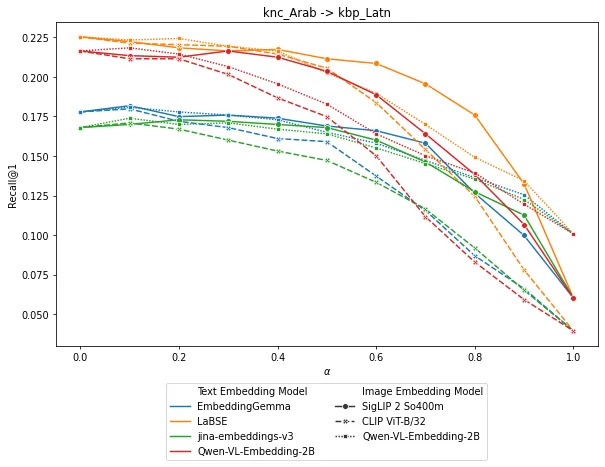 knc_Arab -> kbp_Latn
0.225
0.200
0.175
0.150
0.125
0.100
0.075
0.050
Recall@1
0.0 0.2 0.4 0.6 0.8 1.0
α
Text Embedding Model
EmbeddingGemma
LaBSE
jina-embeddings-v3
Qwen-VL-Embedding-2B
Image Embedding Model
SigLIP 2 So400m
CLIP ViT-B/32
Qwen-VL-Embedding-2B